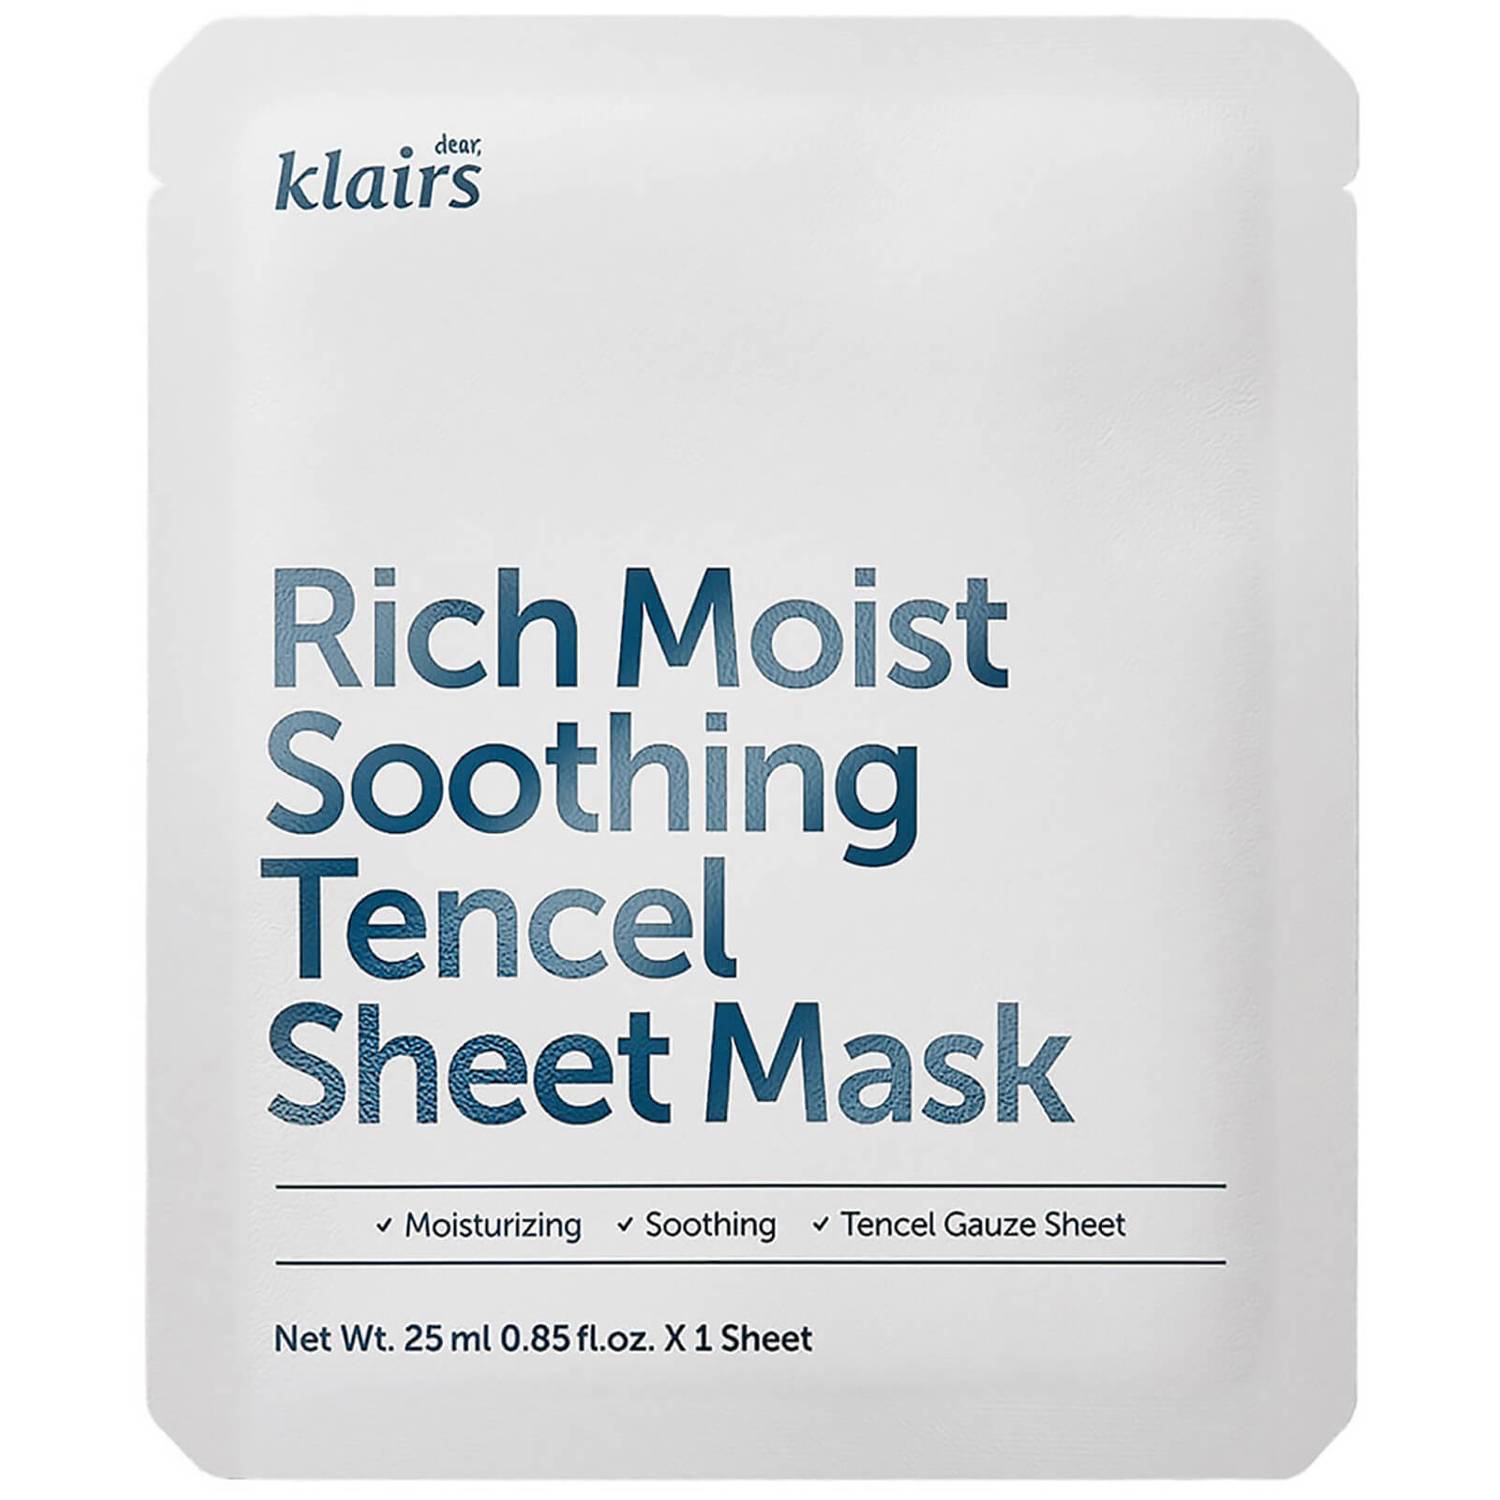 dear,
klairs
Rich Moist
Soothing
Tencel
Sheet Mask
✓ Moisturizing ✓ Soothing ✓ Tencel Gauze Sheet
Net Wt. 25 ml 0.85 fl.oz. X 1 Sheet